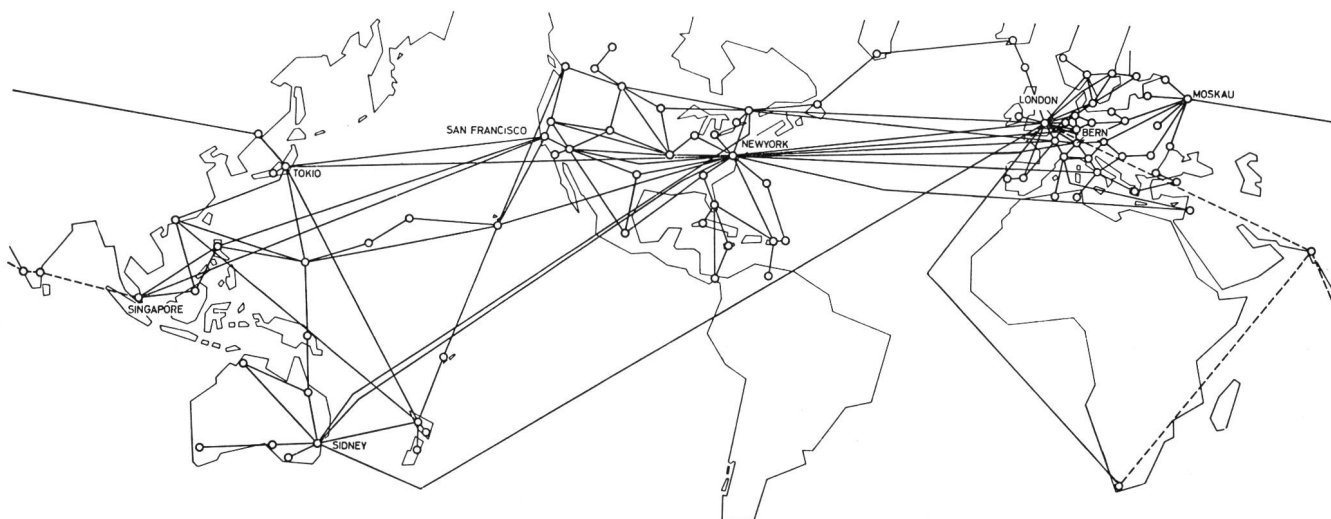 LONDON
MOSKAU
SAN FRANCISCO
BERN
NEWYORK
TOKIO
SINGAPORE
SIDNEY